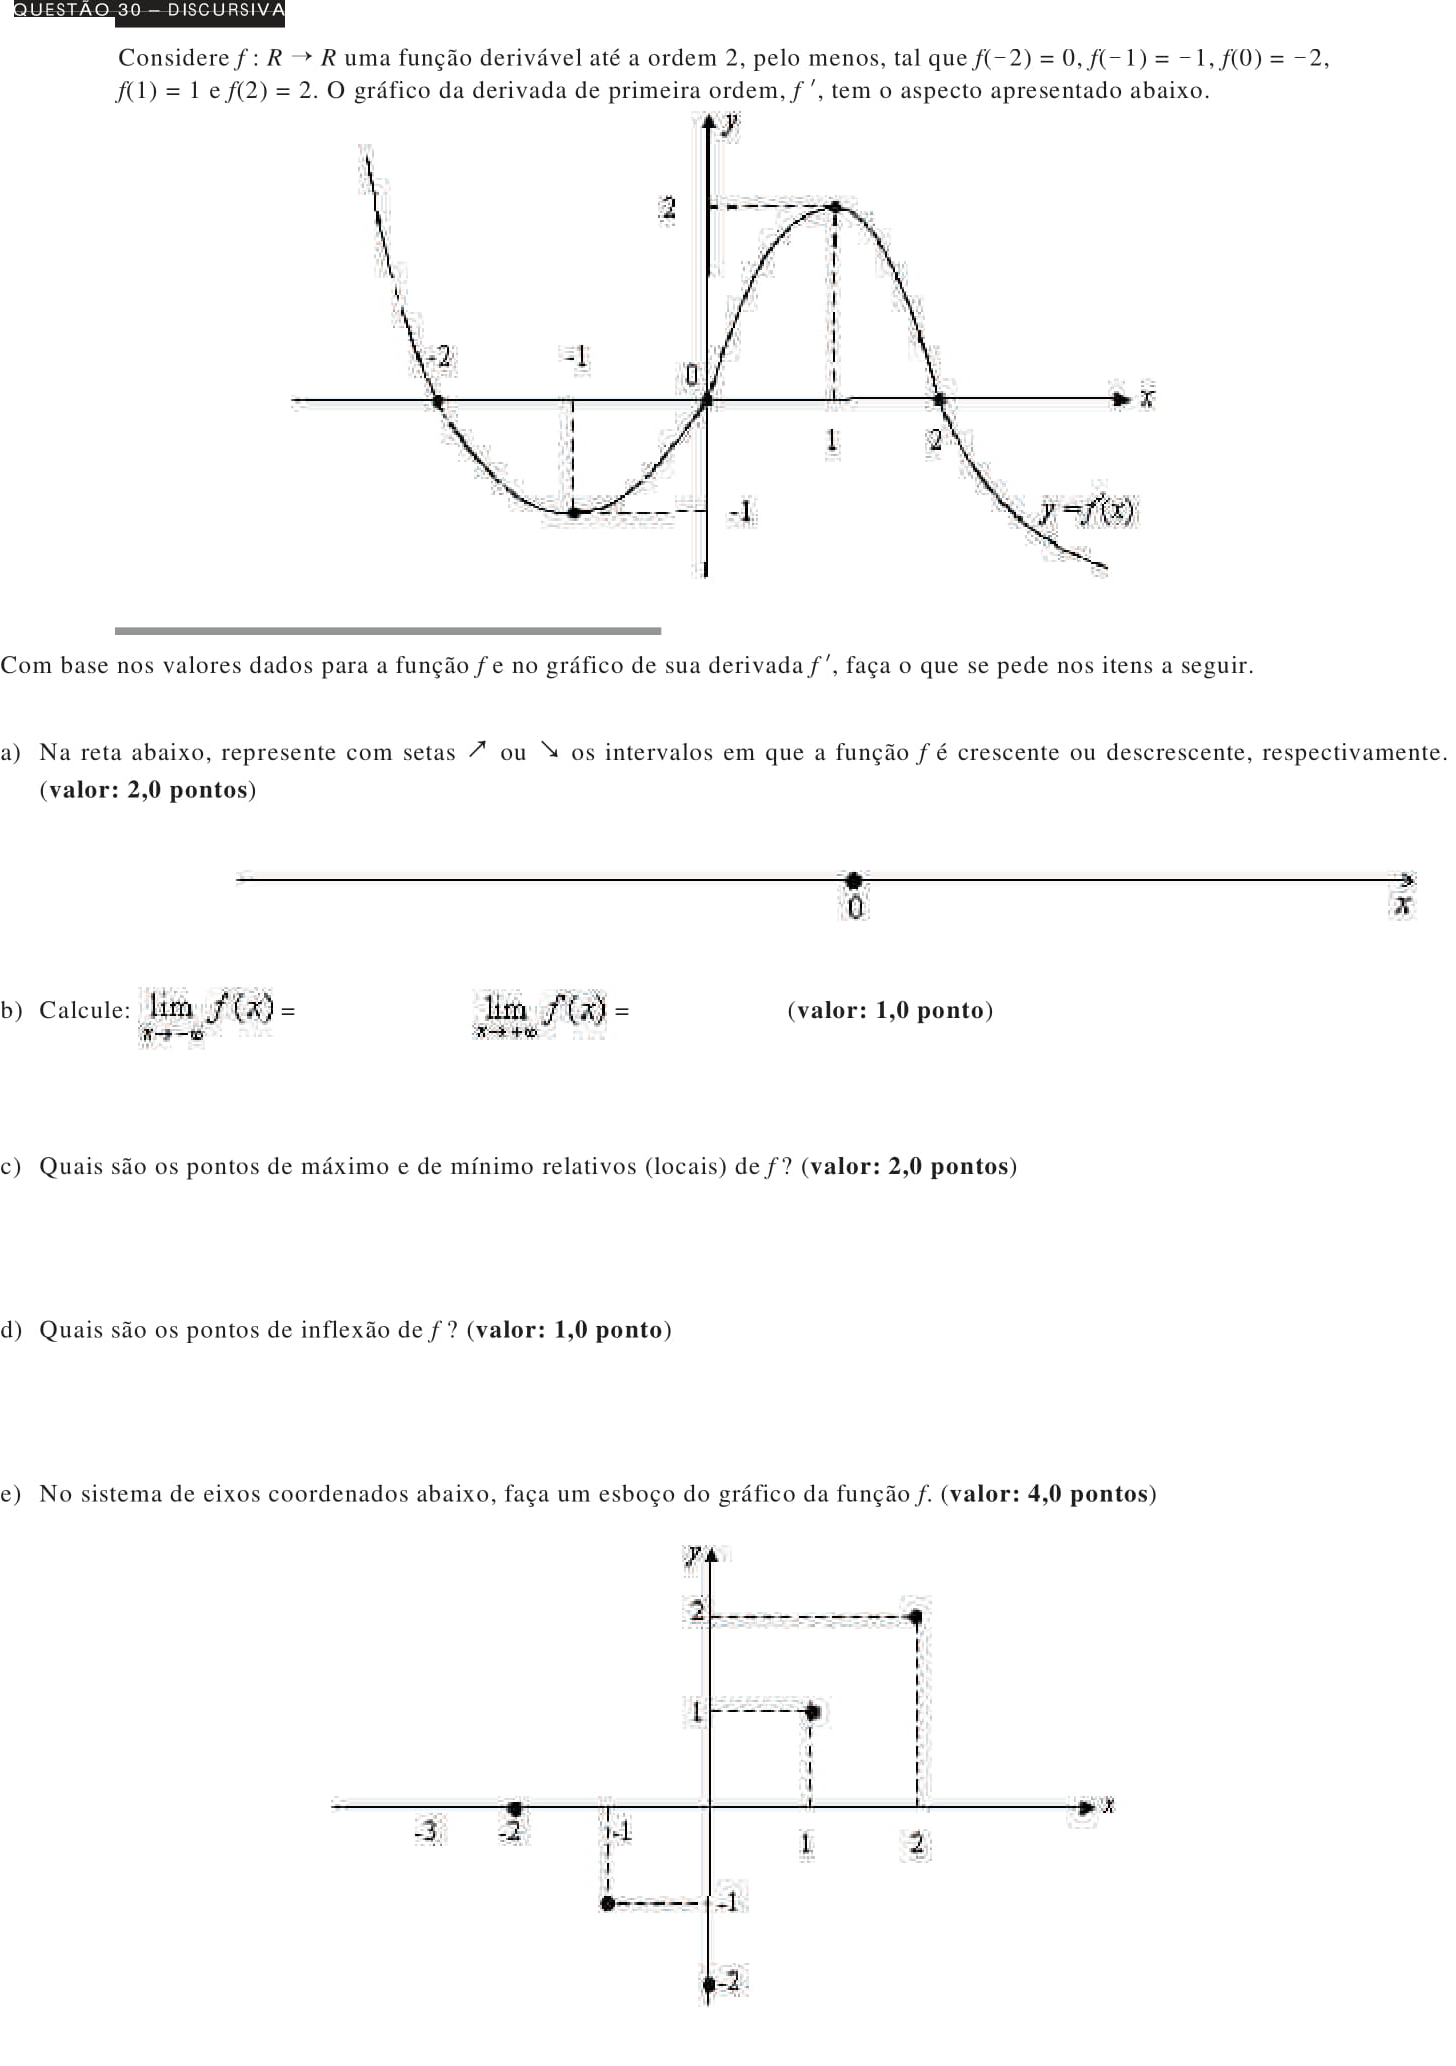 QUESTÃO 30 – DISCURSIVA
Considere f : R → R uma função derivável até a ordem 2, pelo menos, tal que f(−2) = 0, f(−1) = −1, f(0) = −2,
f(1) = 1 e f(2) = 2. O gráfico da derivada de primeira ordem, f ′, tem o aspecto apresentado abaixo.
y
2
-2 -1 0
x
1 2
-1 y =f'(x)
Com base nos valores dados para a função f e no gráfico de sua derivada f ′, faça o que se pede nos itens a seguir.
a) Na reta abaixo, represente com setas ↗ ou ↘ os intervalos em que a função f é crescente ou descrescente, respectivamente.
(valor: 2,0 pontos)
0 x
b) Calcule: lim x→−∞ f(x) = lim x→+∞ f(x) = (valor: 1,0 ponto)
c) Quais são os pontos de máximo e de mínimo relativos (locais) de f ? (valor: 2,0 pontos)
d) Quais são os pontos de inflexão de f ? (valor: 1,0 ponto)
e) No sistema de eixos coordenados abaixo, faça um esboço do gráfico da função f. (valor: 4,0 pontos)
y
2
1
x
-3 -2 -1 1 2
-1
-2